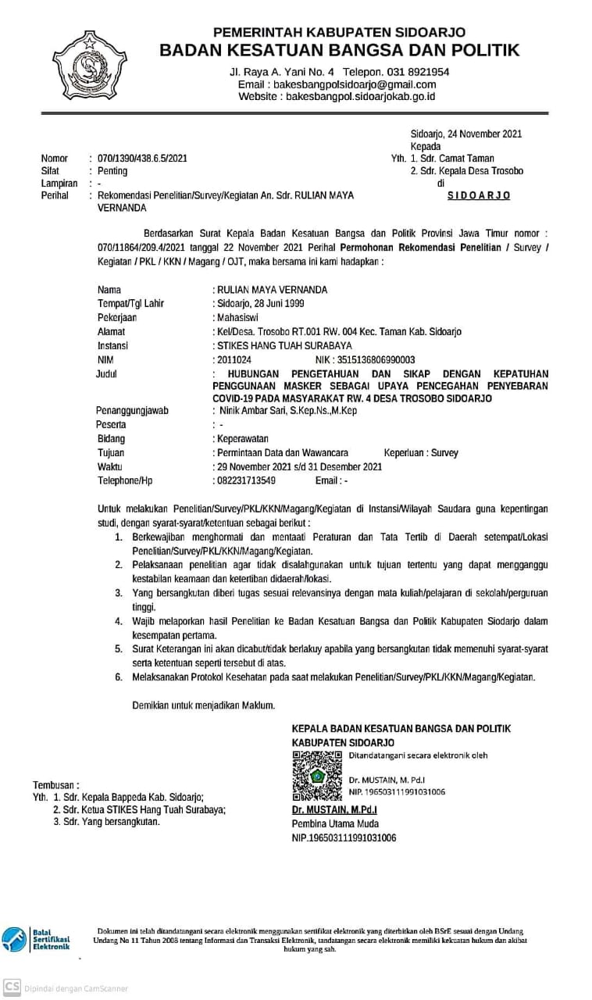 PEMERINTAH KABUPATEN SIDOARJO
BADAN KESATUAN BANGSA DAN POLITIK
Jl. Raya A. Yani No. 4 Telepon. 031 8921954
Email : bakesbangpolsidoarjo@gmail.com
Website : bakesbangpol.sidoarjokab.go.id
Sidoarjo, 24 November 2021
Kepada
Nomor : 070/1390/438.6.5/2021 Yth. 1. Sdr. Camat Taman
Sifat : Penting 2. Sdr. Kepala Desa Trosobo
Lampiran : - di
Perihal : Rekomendasi Penelitian/Survey/Kegiatan An. Sdr. RULIAN MAYA SIDOARJO
VERNANDA
Berdasarkan Surat Kepala Badan Kesatuan Bangsa dan Politik Provinsi Jawa Timur nomor :
070/11864/209.4/2021 tanggal 22 November 2021 Perihal Permohonan Rekomendasi Penelitian / Survey /
Kegiatan / PKL / KKN / Magang / OJT, maka bersama ini kami hadapkan :
Nama : RULIAN MAYA VERNANDA
Tempat/Tgl Lahir : Sidoarjo, 28 Juni 1999
Pekerjaan : Mahasiswi
Alamat : Kel/Desa. Trosobo RT.001 RW. 004 Kec. Taman Kab. Sidoarjo
Instansi : STIKES HANG TUAH SURABAYA
NIM : 2011024 NIK : 3515136806990003
Judul : HUBUNGAN PENGETAHUAN DAN SIKAP DENGAN KEPATUHAN
PENGGUNAAN MASKER SEBAGAI UPAYA PENCEGAHAN PENYEBARAN
COVID-19 PADA MASYARAKAT RW. 4 DESA TROSOBO SIDOARJO
Penanggungjawab : Ninik Ambar Sari, S.Kep.Ns.,M.Kep
Peserta : -
Bidang : Keperawatan
Tujuan : Permintaan Data dan Wawancara Keperluan : Survey
Waktu : 29 November 2021 s/d 31 Desember 2021
Telephone/Hp : 082231713549 Email : -
Untuk melakukan Penelitian/Survey/PKL/KKN/Magang/Kegiatan di Instansi/Wilayah Saudara guna kepentingan
studi, dengan syarat-syarat/ketentuan sebagai berikut :
1. Berkewajiban menghormati dan mentaati Peraturan dan Tata Tertib di Daerah setempat/Lokasi
Penelitian/Survey/PKL/KKN/Magang/Kegiatan.
2. Pelaksanaan penelitian agar tidak disalahgunakan untuk tujuan tertentu yang dapat mengganggu
kestabilan keamaan dan ketertiban didaerah/lokasi.
3. Yang bersangkutan diberi tugas sesuai relevansinya dengan mata kuliah/pelajaran di sekolah/perguruan
tinggi.
4. Wajib melaporkan hasil Penelitian ke Badan Kesatuan Bangsa dan Politik Kabupaten Siodarjo dalam
kesempatan pertama.
5. Surat Keterangan ini akan dicabut/tidak berlakuy apabila yang bersangkutan tidak memenuhi syarat-syarat
serta ketentuan seperti tersebut di atas.
6. Melaksanakan Protokol Kesehatan pada saat melakukan Penelitian/Survey/PKL/KKN/Magang/Kegiatan.
Demikian untuk menjadikan Maklum.
KEPALA BADAN KESATUAN BANGSA DAN POLITIK
KABUPATEN SIDOARJO
Ditandatangani secara elektronik oleh
Dr. MUSTAIN, M. Pd.I
NIP. 196503111991031006
Dr. MUSTAIN, M.Pd.I
Pembina Utama Muda
NIP.196503111991031006
Tembusan :
Yth. 1. Sdr. Kepala Bappeda Kab. Sidoarjo;
2. Sdr. Ketua STIKES Hang Tuah Surabaya;
3. Sdr. Yang bersangkutan.
Balai
Sertifikasi
Elektronik
Dokumen ini telah ditandatangani secara elektronik menggunakan sertifikat elektronik yang diterbitkan oleh BSrE sesuai dengan Undang
Undang No 11 Tahun 2008 tentang Informasi dan Transaksi Elektronik, tandatangan secara elektronik memiliki kekuatan hukum dan akibat
hukum yang sah.
CS Dipindai dengan CamScanner